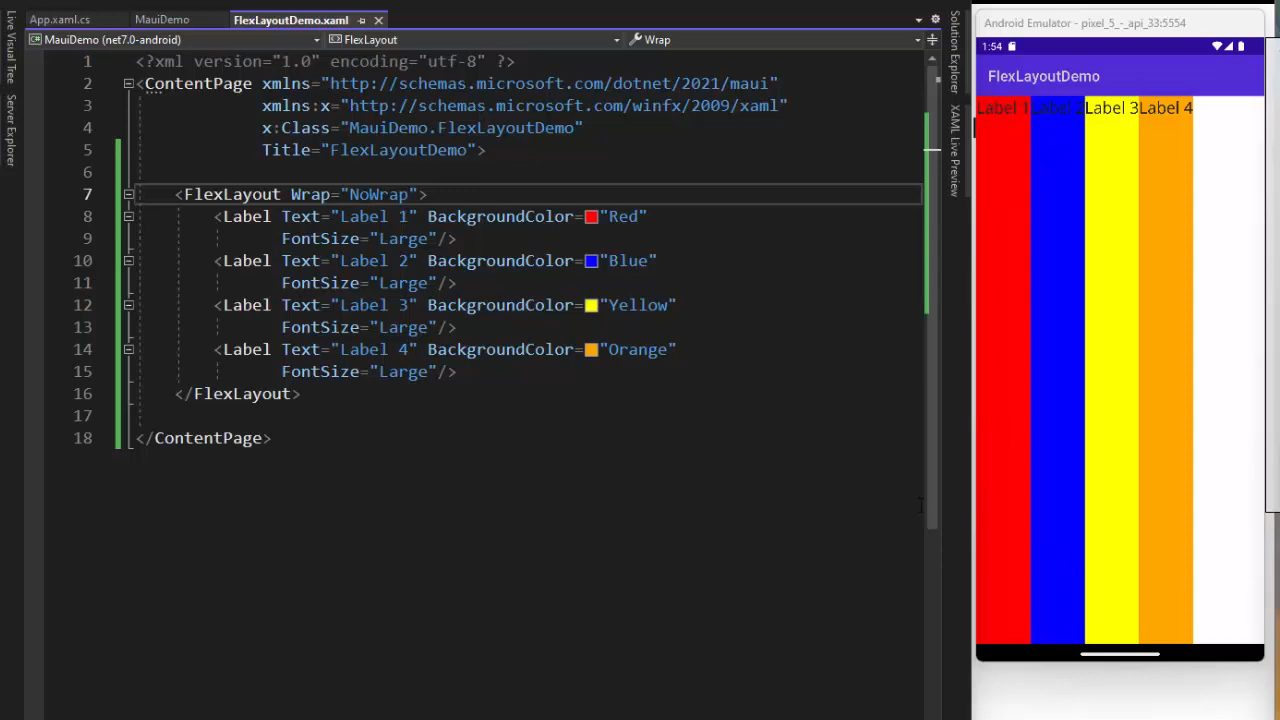 App.xaml.cs
MauiDemo
FlexLayoutDemo.xaml
MauiDemo (net7.0-android)
FlexLayout
Wrap
Live Visual Tree
Server Explorer
1 <?xml version="1.0" encoding="utf-8" ?>
2 <ContentPage xmlns="http://schemas.microsoft.com/dotnet/2021/maui"
3 xmlns:x="http://schemas.microsoft.com/winfx/2009/xaml"
4 x:Class="MauiDemo.FlexLayoutDemo"
5 Title="FlexLayoutDemo">
6
7 <FlexLayout Wrap="NoWrap">
8 <Label Text="Label 1" BackgroundColor="Red"
9 FontSize="Large"/>
10 <Label Text="Label 2" BackgroundColor="Blue"
11 FontSize="Large"/>
12 <Label Text="Label 3" BackgroundColor="Yellow"
13 FontSize="Large"/>
14 <Label Text="Label 4" BackgroundColor="Orange"
15 FontSize="Large"/>
16 </FlexLayout>
17
18 </ContentPage>
Solution Explorer
XAML Live Preview
Android Emulator - pixel_5_-_api_33:5554
1:54
FlexLayoutDemo
Label 1 Label 2 Label 3 Label 4